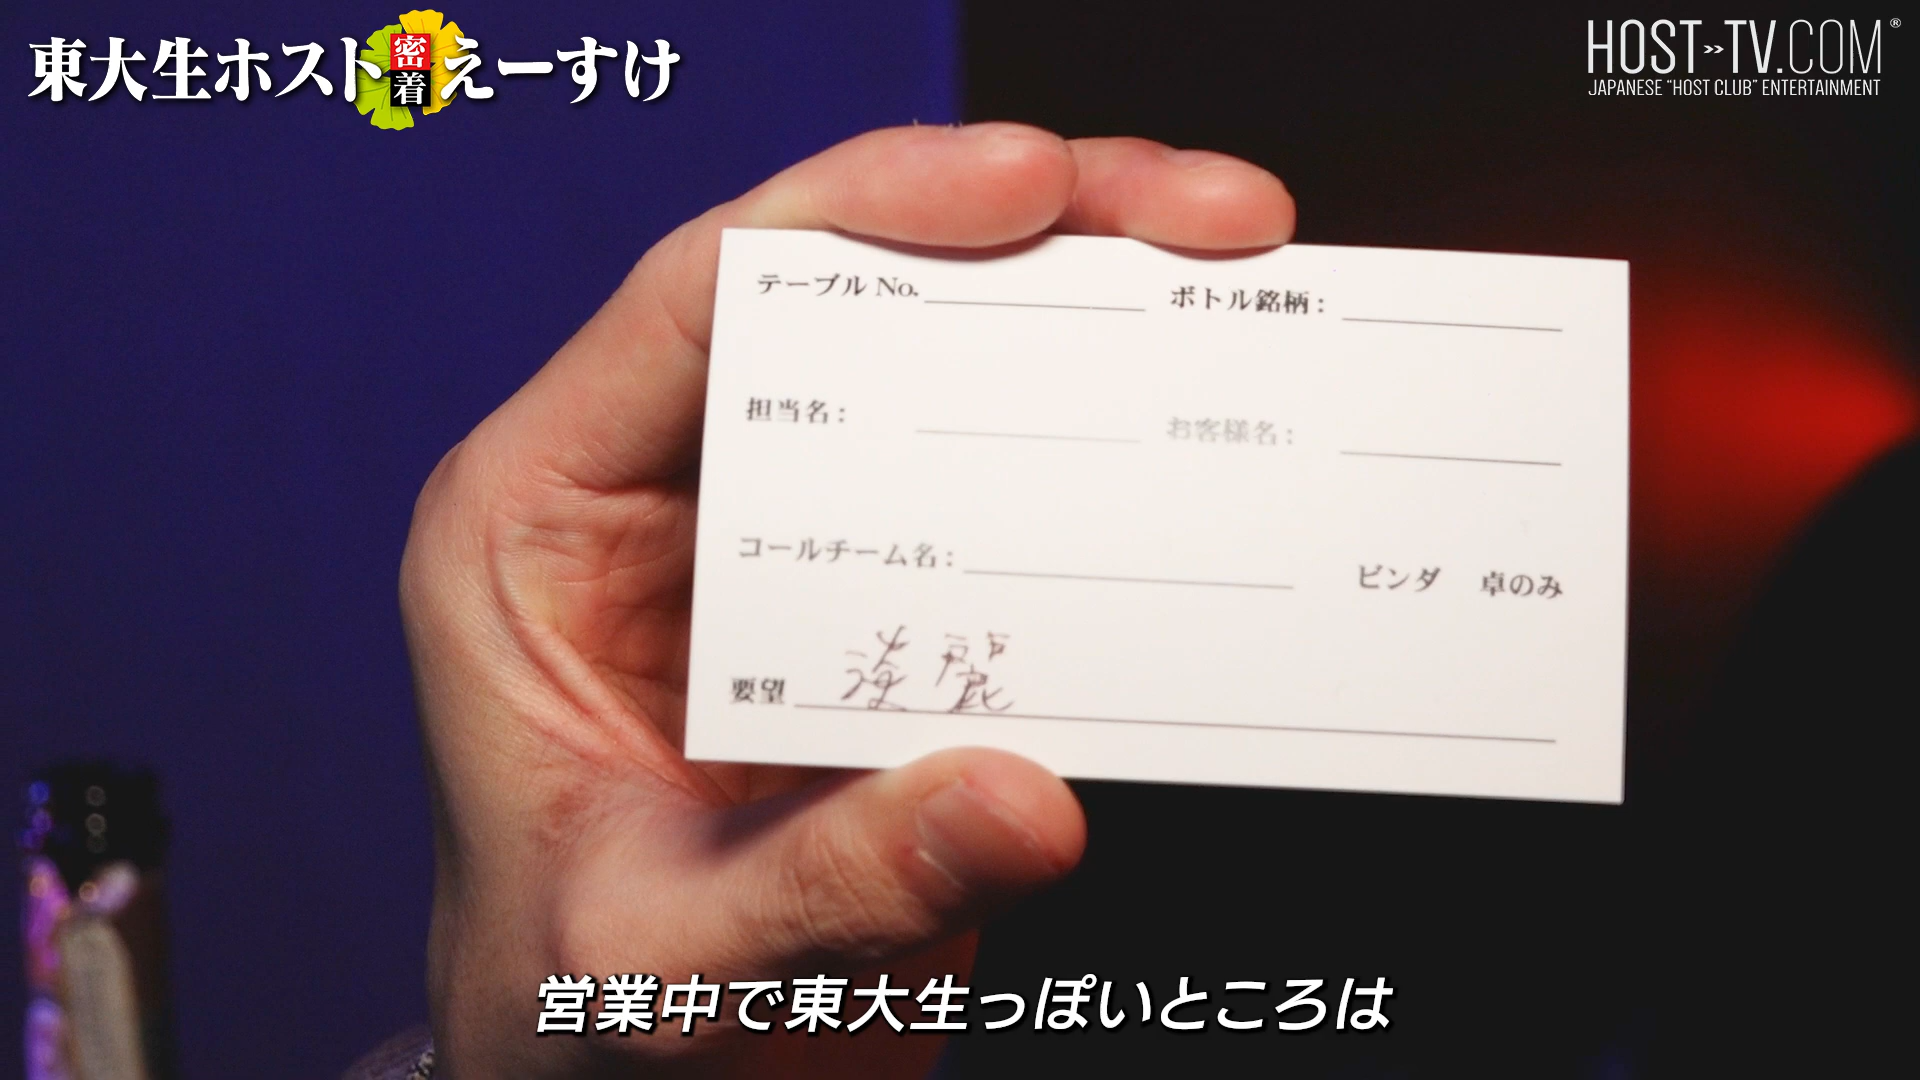 東大生ホスト密着えーすけ
HOST»TV.COM®
JAPANESE "HOST CLUB" ENTERTAINMENT
テーブル No. ボトル銘柄:
担当名: お客様名:
コールチーム名: ビンダ 卓のみ
要望 淡麗
営業中で東大生っぽいところは